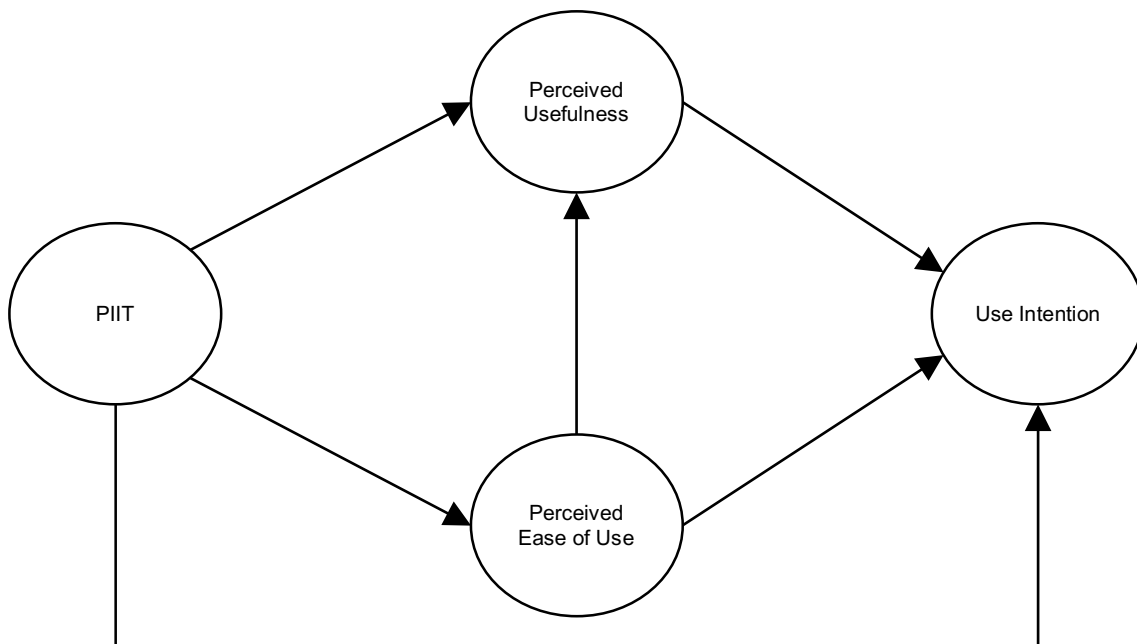 Perceived
Usefulness
PIIT
Use Intention
Perceived
Ease of Use